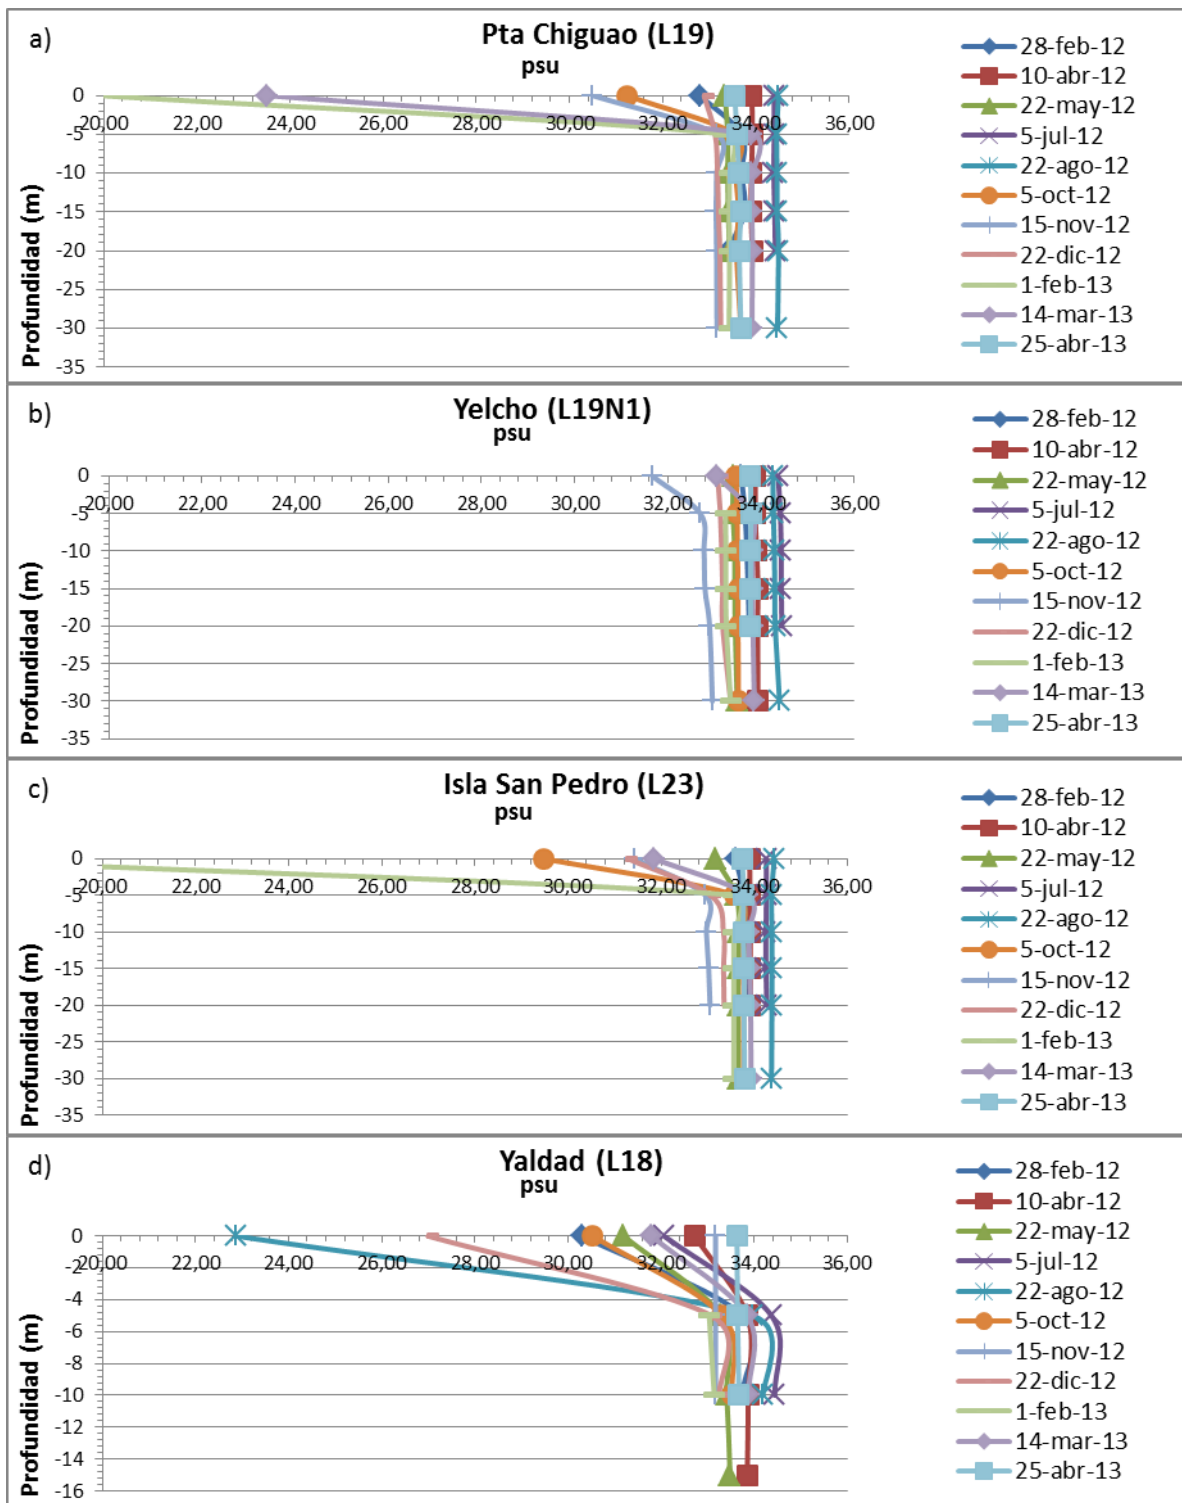 a)
Pta Chiguao (L19)
psu
20,00 22,00 24,00 26,00 28,00 30,00 32,00 34,00 36,00
Profundidad (m)
0
-5
-10
-15
-20
-25
-30
-35
28-feb-12
10-abr-12
22-may-12
5-jul-12
22-ago-12
5-oct-12
15-nov-12
22-dic-12
1-feb-13
14-mar-13
25-abr-13
b)
Yelcho (L19N1)
psu
20,00 22,00 24,00 26,00 28,00 30,00 32,00 34,00 36,00
Profundidad (m)
0
-5
-10
-15
-20
-25
-30
-35
28-feb-12
10-abr-12
22-may-12
5-jul-12
22-ago-12
5-oct-12
15-nov-12
22-dic-12
1-feb-13
14-mar-13
25-abr-13
c)
Isla San Pedro (L23)
psu
20,00 22,00 24,00 26,00 28,00 30,00 32,00 34,00 36,00
Profundidad (m)
0
-5
-10
-15
-20
-25
-30
-35
28-feb-12
10-abr-12
22-may-12
5-jul-12
22-ago-12
5-oct-12
15-nov-12
22-dic-12
1-feb-13
14-mar-13
25-abr-13
d)
Yaldad (L18)
psu
20,00 22,00 24,00 26,00 28,00 30,00 32,00 34,00 36,00
Profundidad (m)
0
-2
-4
-6
-8
-10
-12
-14
-16
28-feb-12
10-abr-12
22-may-12
5-jul-12
22-ago-12
5-oct-12
15-nov-12
22-dic-12
1-feb-13
14-mar-13
25-abr-13